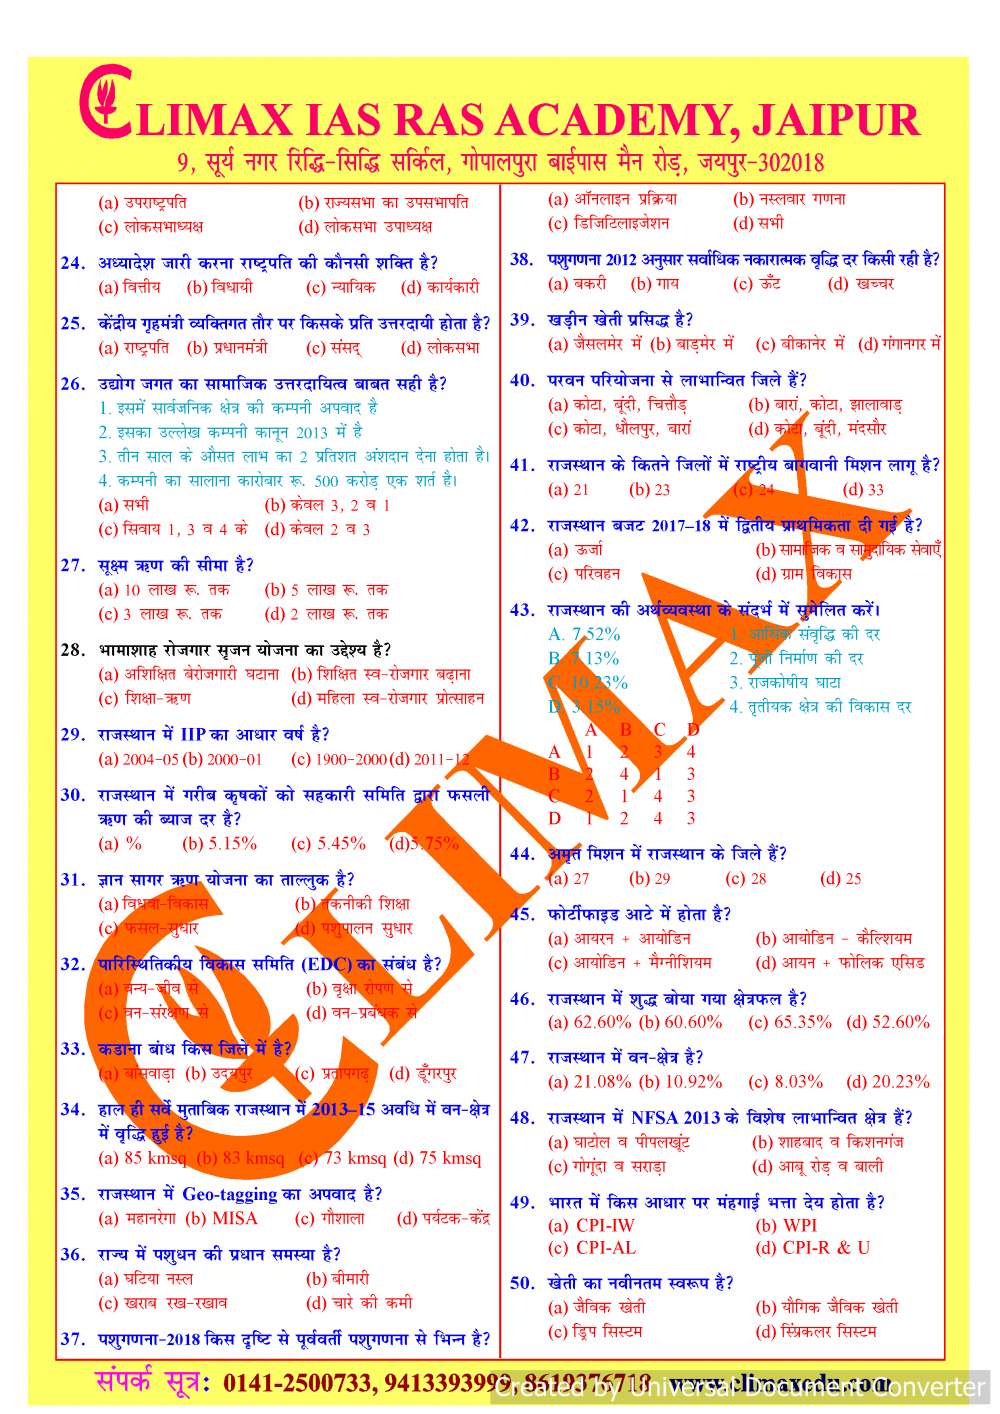 CLIMAX IAS RAS ACADEMY, JAIPUR
9, सूर्य नगर रिद्धि-सिद्धि सर्किल, गोपालपुरा बाईपास मैन रोड़, जयपुर-302018
(a) उपराष्ट्रपति (b) राज्यसभा का उपसभापति
(c) लोकसभाध्यक्ष (d) लोकसभा उपाध्यक्ष
24. अध्यादेश जारी करना राष्ट्रपति की कौनसी शक्ति है?
(a) वित्तीय (b) विधायी (c) न्यायिक (d) कार्यकारी
25. केंद्रीय गृहमंत्री व्यक्तिगत तौर पर किसके प्रति उत्तरदायी होता है?
(a) राष्ट्रपति (b) प्रधानमंत्री (c) संसद् (d) लोकसभा
26. उद्योग जगत का सामाजिक उत्तरदायित्व बाबत सही है?
1. इसमें सार्वजनिक क्षेत्र की कम्पनी अपवाद है
2. इसका उल्लेख कम्पनी कानून 2013 में है
3. तीन साल के औसत लाभ का 2 प्रतिशत अंशदान देना होता है।
4. कम्पनी का सालाना कारोबार रू. 500 करोड़ एक शर्त है।
(a) सभी (b) केवल 3, 2 व 1
(c) सिवाय 1, 3 व 4 के (d) केवल 2 व 3
27. सूक्ष्म ऋण की सीमा है?
(a) 10 लाख रू. तक (b) 5 लाख रू. तक
(c) 3 लाख रू. तक (d) 2 लाख रू. तक
28. भामाशाह रोजगार सृजन योजना का उद्देश्य है?
(a) अशिक्षित बेरोजगारी घटाना (b) शिक्षित स्व-रोजगार बढ़ाना
(c) शिक्षा-ऋण (d) महिला स्व-रोजगार प्रोत्साहन
29. राजस्थान में IIP का आधार वर्ष है?
(a) 2004-05 (b) 2000-01 (c) 1900-2000 (d) 2011-12
30. राजस्थान में गरीब कृषकों को सहकारी समिति द्वारा फसली
ऋण की ब्याज दर है?
(a) % (b) 5.15% (c) 5.45% (d) 5.75%
31. ज्ञान सागर ऋण योजना का ताल्लुक है?
(a) विधवा-विकास (b) तकनीकी शिक्षा
(c) फसल-सुधार (d) पशुपालन सुधार
32. पारिस्थितिकीय विकास समिति (EDC) का संबंध है?
(a) वन्य-जीव से (b) वृक्षा रोपण से
(c) वन-संरक्षण से (d) वन-प्रबंधक से
33. कडाना बांध किस जिले में है?
(a) बांसवाड़ा (b) उदयपुर (c) प्रतापगढ़ (d) डूँगरपुर
34. हाल ही सर्वे मुताबिक राजस्थान में 2013–15 अवधि में वन-क्षेत्र
में वृद्धि हुई है?
(a) 85 kmsq (b) 83 kmsq (c) 73 kmsq (d) 75 kmsq
35. राजस्थान में Geo-tagging का अपवाद है?
(a) महानरेगा (b) MISA (c) गौशाला (d) पर्यटक-केंद्र
36. राज्य में पशुधन की प्रधान समस्या है?
(a) घटिया नस्ल (b) बीमारी
(c) खराब रख-रखाव (d) चारे की कमी
37. पशुगणना-2018 किस दृष्टि से पूर्ववर्ती पशुगणना से भिन्न है?
(a) ऑनलाइन प्रक्रिया (b) नस्लवार गणना
(c) डिजिटिलाइजेशन (d) सभी
38. पशुगणना 2012 अनुसार सर्वाधिक नकारात्मक वृद्धि दर किसी रही है?
(a) बकरी (b) गाय (c) ऊँट (d) खच्चर
39. खड़ीन खेती प्रसिद्ध है?
(a) जैसलमेर में (b) बाड़मेर में (c) बीकानेर में (d) गंगानगर में
40. परवन परियोजना से लाभान्वित जिले हैं?
(a) कोटा, बूंदी, चित्तौड़ (b) बारां, कोटा, झालावाड़
(c) कोटा, धौलपुर, बारां (d) कोटा, बूंदी, मंदसौर
41. राजस्थान के कितने जिलों में राष्ट्रीय बागवानी मिशन लागू है?
(a) 21 (b) 23 (c) 24 (d) 33
42. राजस्थान बजट 2017–18 में द्वितीय प्राथमिकता दी गई है?
(a) ऊर्जा (b) सामाजिक व सामुदायिक सेवाएँ
(c) परिवहन (d) ग्राम विकास
43. राजस्थान की अर्थव्यवस्था के संदर्भ में सुमेलित करें।
A. 7.52% 1. आर्थिक संवृद्धि की दर
B. 7.13% 2. पूंजी निर्माण की दर
C. 10.23% 3. राजकोषीय घाटा
D. 3.15% 4. तृतीयक क्षेत्र की विकास दर
A B C D
A 1 2 3 4
B 2 4 1 3
C 2 1 4 3
D 1 2 4 3
44. अमृत मिशन में राजस्थान के जिले हैं?
(a) 27 (b) 29 (c) 28 (d) 25
45. फोर्टीफाइड आटे में होता है?
(a) आयरन + आयोडिन (b) आयोडिन - कैल्शियम
(c) आयोडिन + मैग्नीशियम (d) आयन + फोलिक एसिड
46. राजस्थान में शुद्ध बोया गया क्षेत्रफल है?
(a) 62.60% (b) 60.60% (c) 65.35% (d) 52.60%
47. राजस्थान में वन-क्षेत्र है?
(a) 21.08% (b) 10.92% (c) 8.03% (d) 20.23%
48. राजस्थान में NFSA 2013 के विशेष लाभान्वित क्षेत्र हैं?
(a) घाटोल व पीपलखूंट (b) शाहबाद व किशनगंज
(c) गोगूंदा व सराड़ा (d) आबू रोड़ व बाली
49. भारत में किस आधार पर मंहगाई भत्ता देय होता है?
(a) CPI-IW (b) WPI
(c) CPI-AL (d) CPI-R & U
50. खेती का नवीनतम स्वरूप है?
(a) जैविक खेती (b) यौगिक जैविक खेती
(c) ड्रिप सिस्टम (d) स्प्रिंकलर सिस्टम
CLIMAX
संपर्क सूत्र: 0141-2500733, 9413393999, 8619376718 www.climaxedu.com
Created by Universal Document Converter